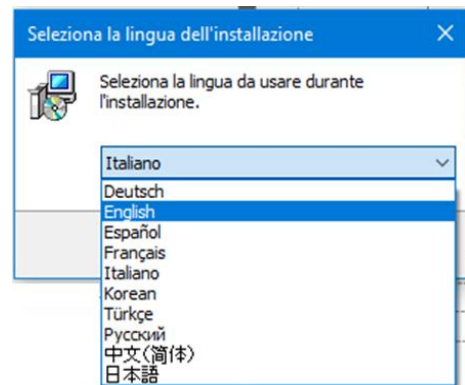 Seleziona la lingua dell'installazione
Seleziona la lingua da usare durante
l'installazione.
Italiano
Deutsch
English
Español
Français
Italiano
Korean
Türkçe
Русский
中文(简体)
日本語